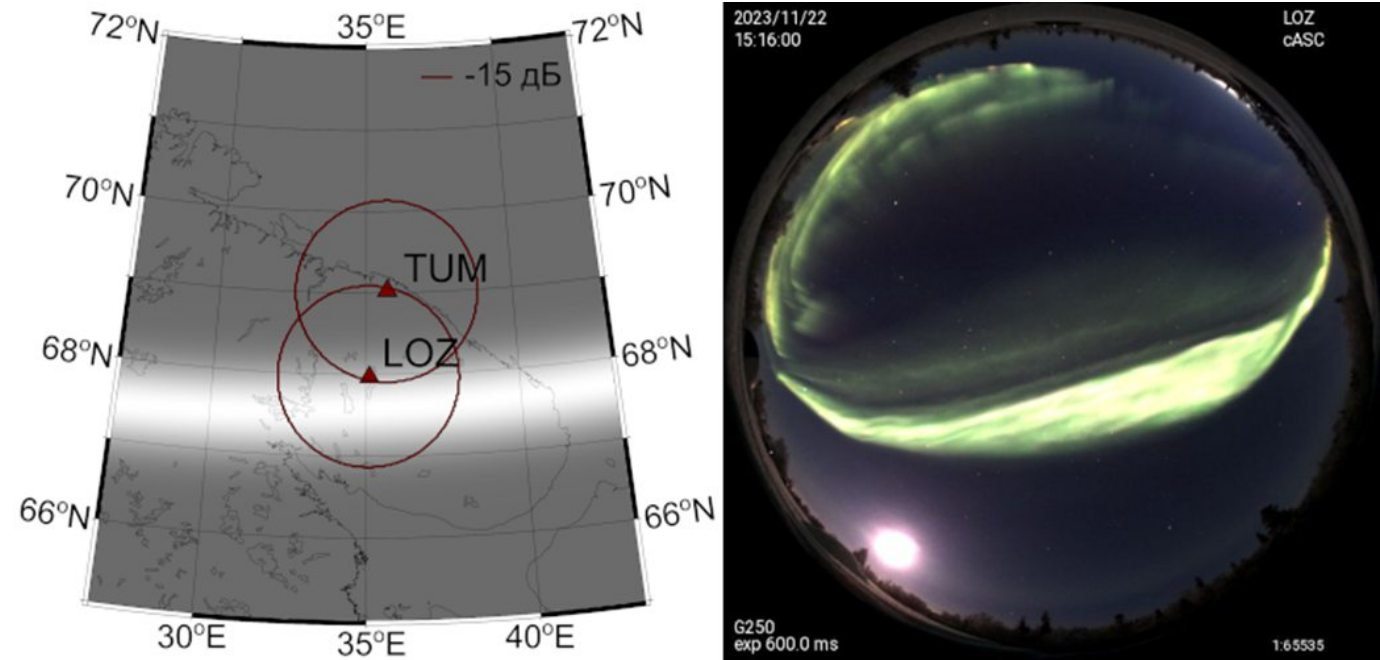 72°N 35°E 72°N
-15 дБ
70°N 70°N
TUM
68°N LOZ 68°N
66°N 66°N
30°E 35°E 40°E
2023/11/22 LOZ
15:16:00 cASC
G250
exp 600.0 ms 1:65535